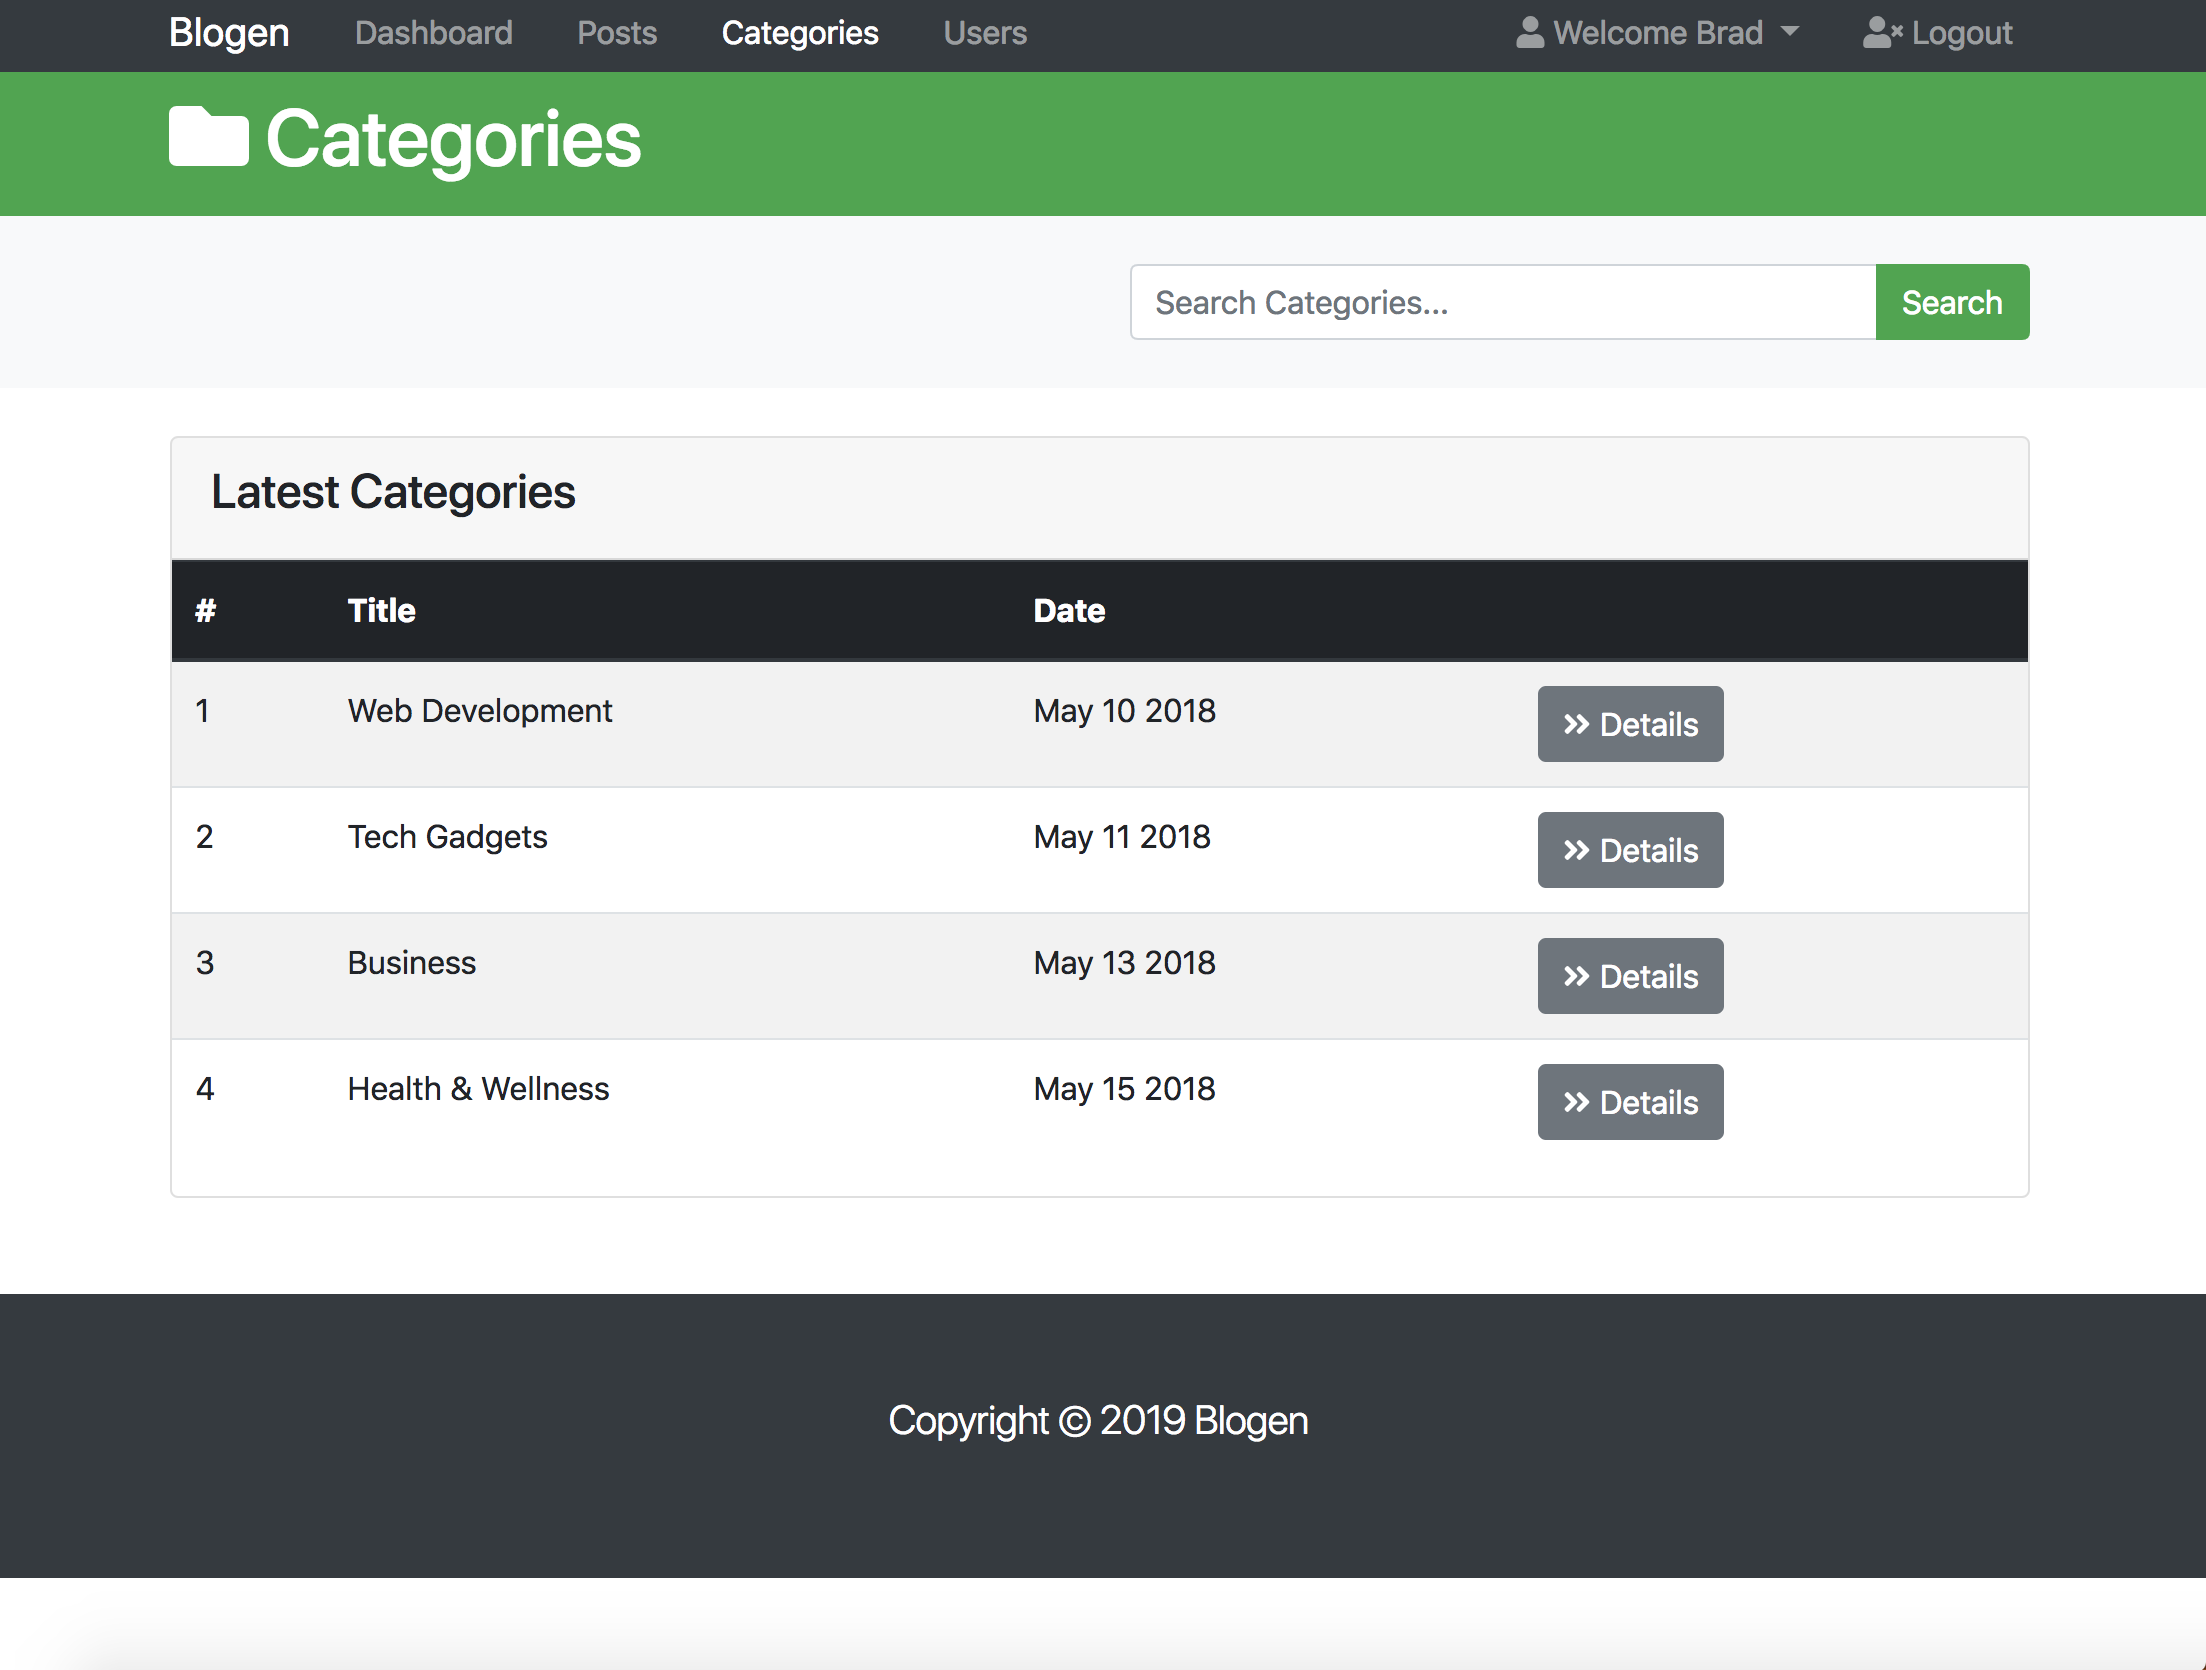 Blogen Dashboard Posts Categories Users Welcome Brad Logout
Categories
Search Categories... Search
Latest Categories
# Title Date
1 Web Development May 10 2018 Details
2 Tech Gadgets May 11 2018 Details
3 Business May 13 2018 Details
4 Health & Wellness May 15 2018 Details
Copyright © 2019 Blogen